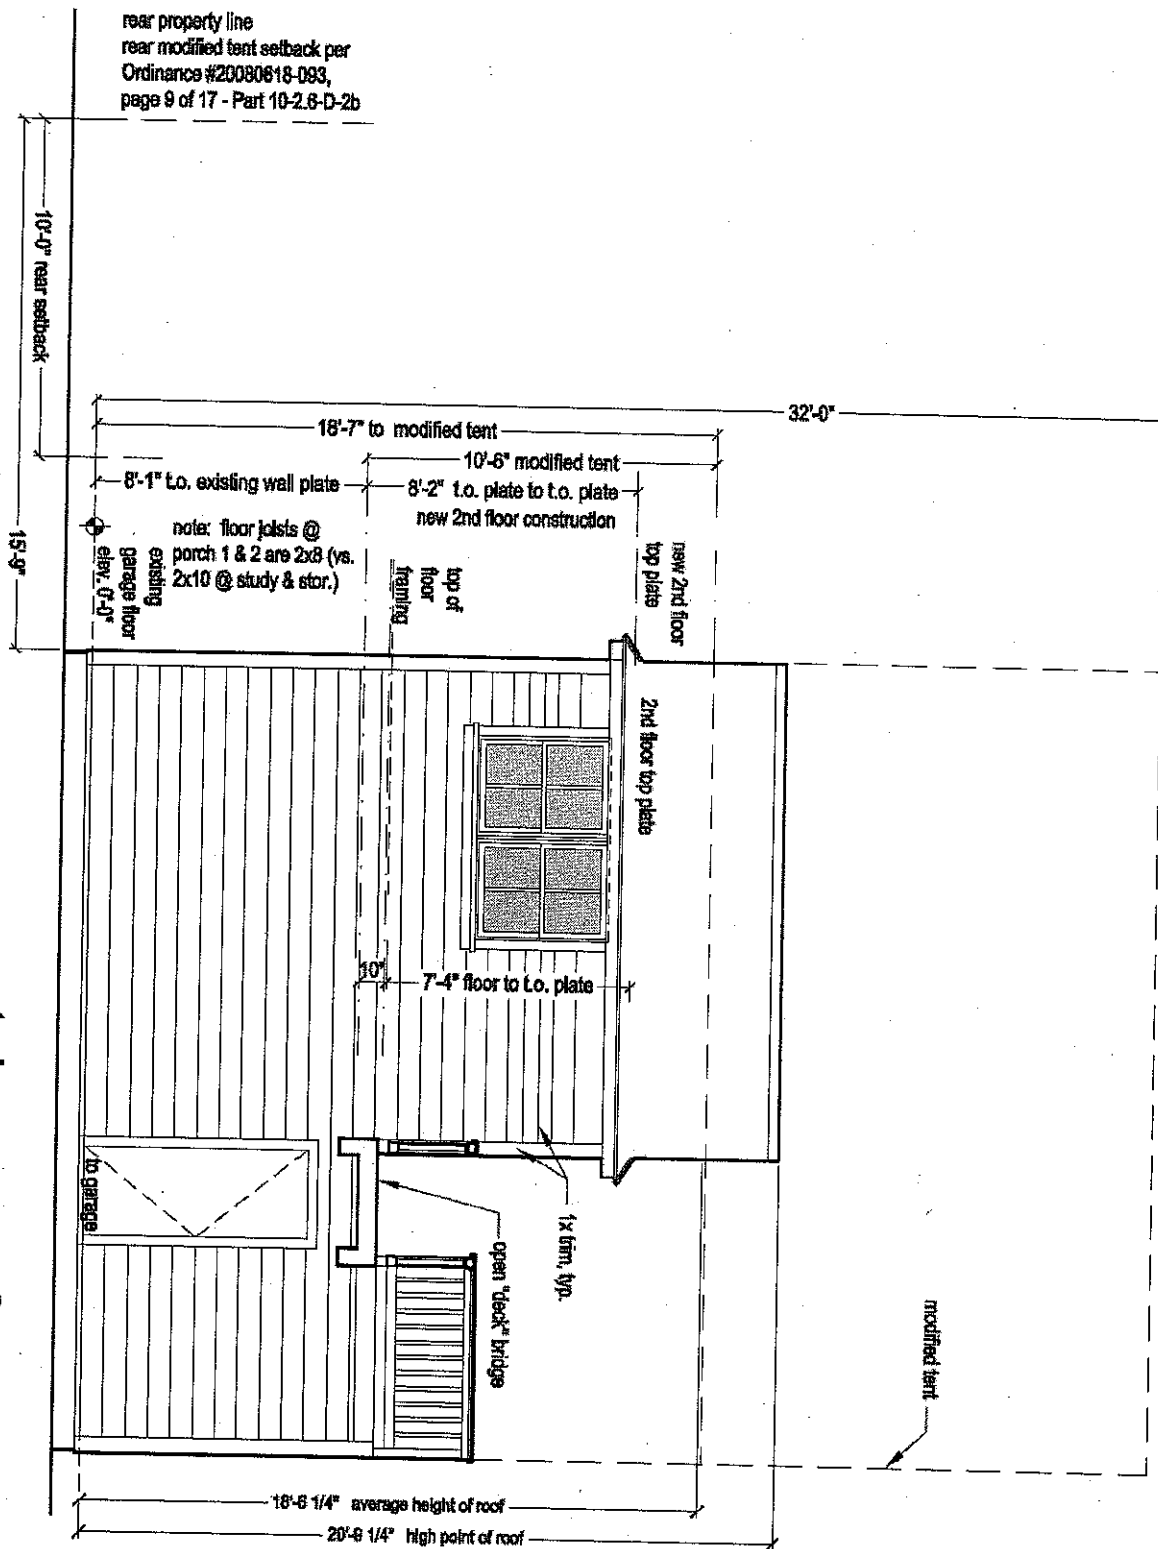 rear property line
rear modified tent setback per
Ordinance #20080618-093,
page 9 of 17 - Part 10-2.6-D-2b
10'-0" rear setback
15'-9"
32'-0"
18'-7" to modified tent
10'-6" modified tent
8'-1" t.o. existing wall plate
8'-2" t.o. plate to t.o. plate
new 2nd floor construction
note: floor joists @
porch 1 & 2 are 2x8 (vs.
2x10 @ study & stor.)
existing
garage floor
elev. 0'-0"
top of
floor
framing
new 2nd floor
top plate
2nd floor top plate
10"
7'-4" floor to t.o. plate
1x trim, typ.
open "deck" bridge
to garage
modified tent
18'-6 1/4" average height of roof
high point of roof